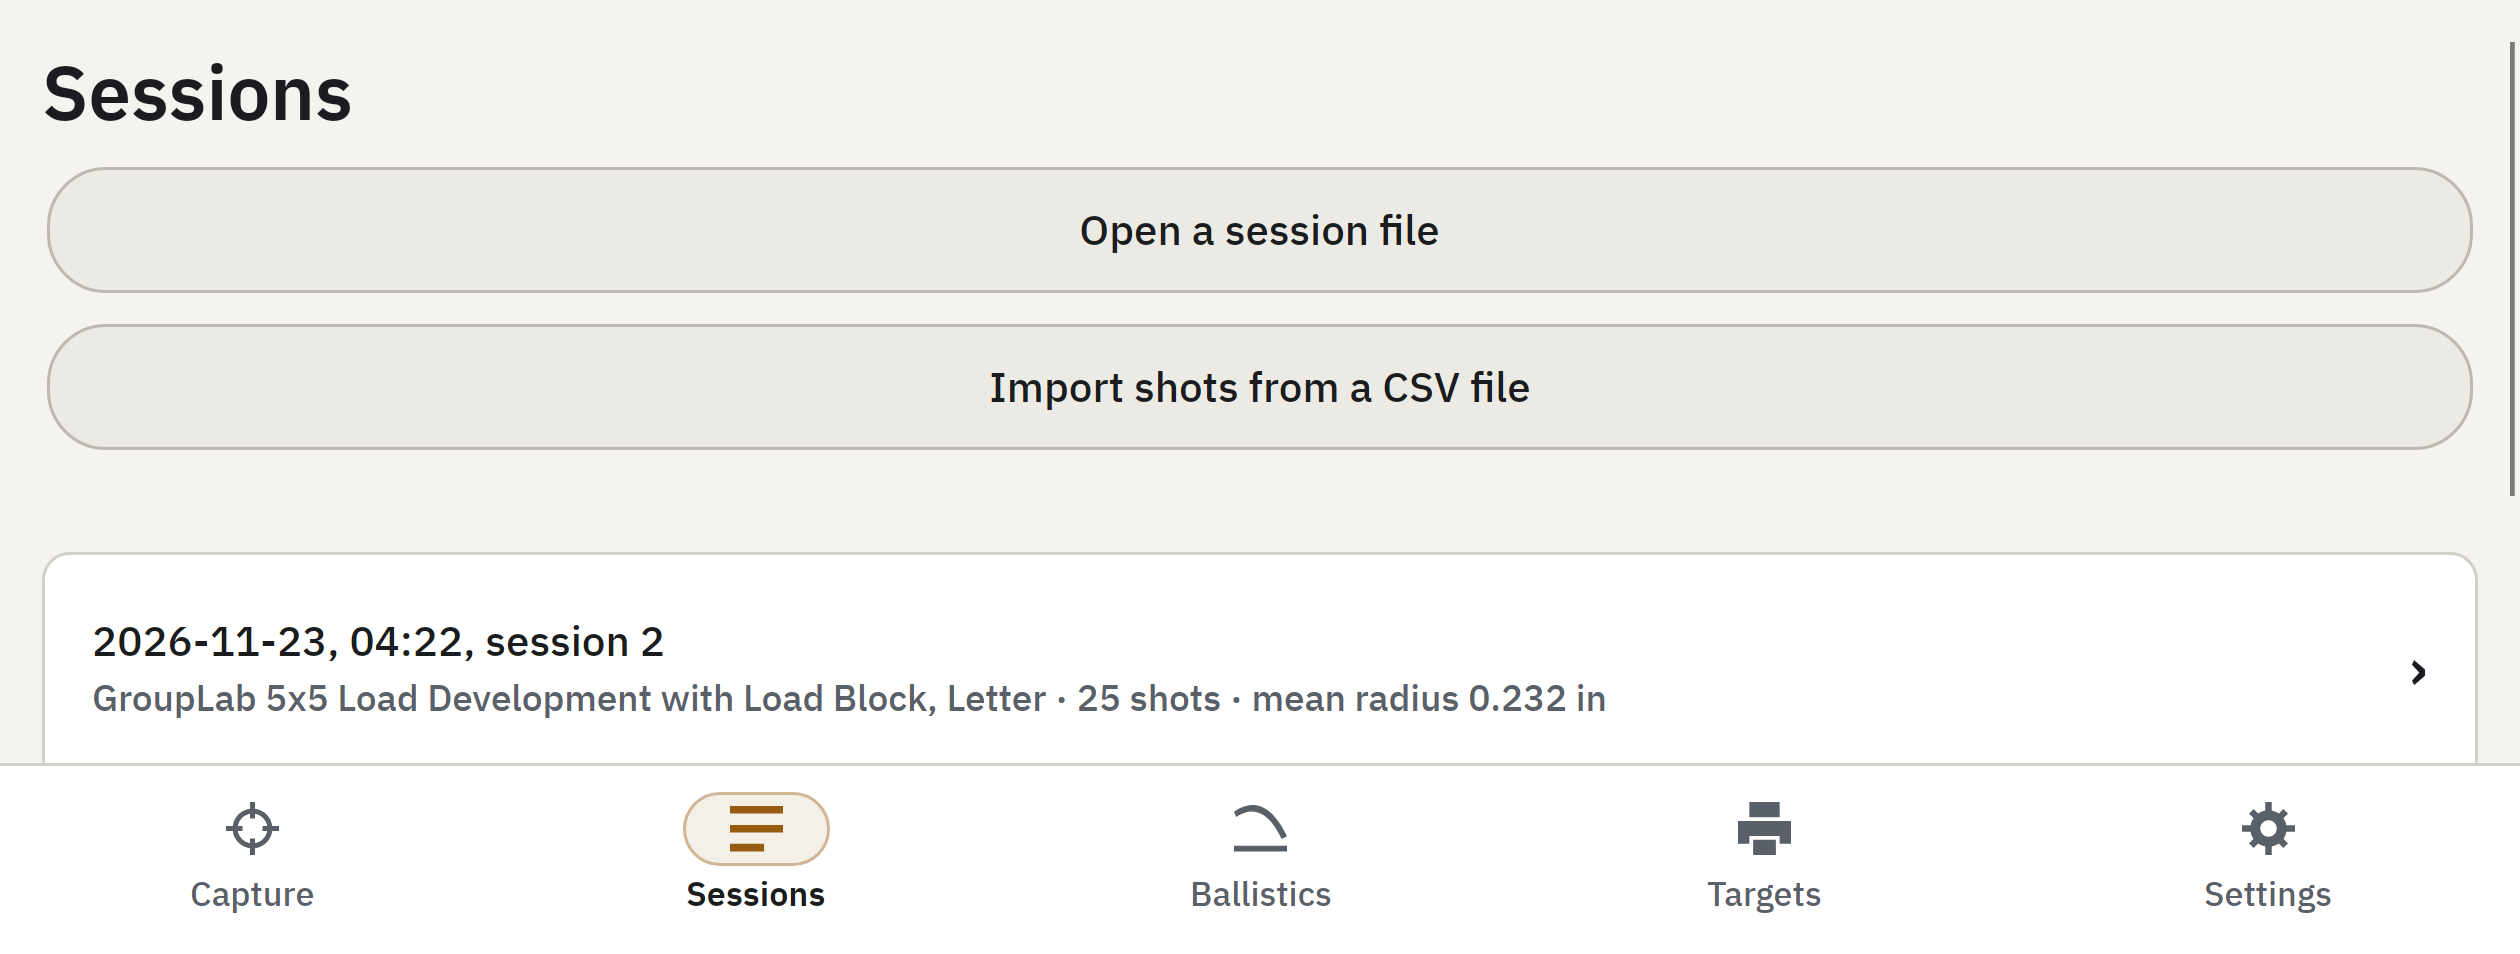 Sessions
Open a session file
Import shots from a CSV file
2026-11-23, 04:22, session 2
GroupLab 5x5 Load Development with Load Block, Letter · 25 shots · mean radius 0.232 in
Capture
Sessions
Ballistics
Targets
Settings